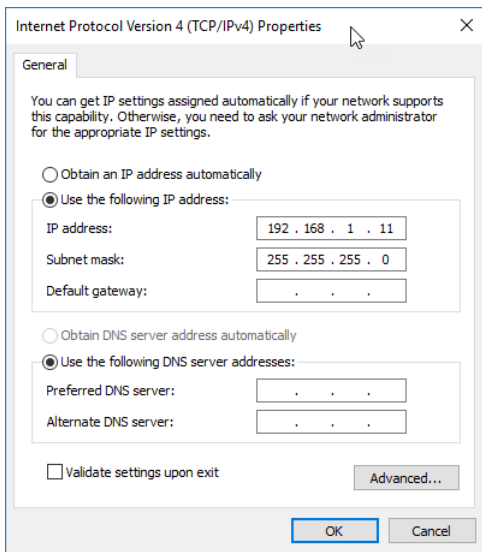 Internet Protocol Version 4 (TCP/IPv4) Properties
General
You can get IP settings assigned automatically if your network supports
this capability. Otherwise, you need to ask your network administrator
for the appropriate IP settings.
Obtain an IP address automatically
Use the following IP address:
IP address: 192 . 168 . 1 . 11
Subnet mask: 255 . 255 . 255 . 0
Default gateway: . . .
Obtain DNS server address automatically
Use the following DNS server addresses:
Preferred DNS server: . . .
Alternate DNS server: . . .
Validate settings upon exit
Advanced...
OK Cancel